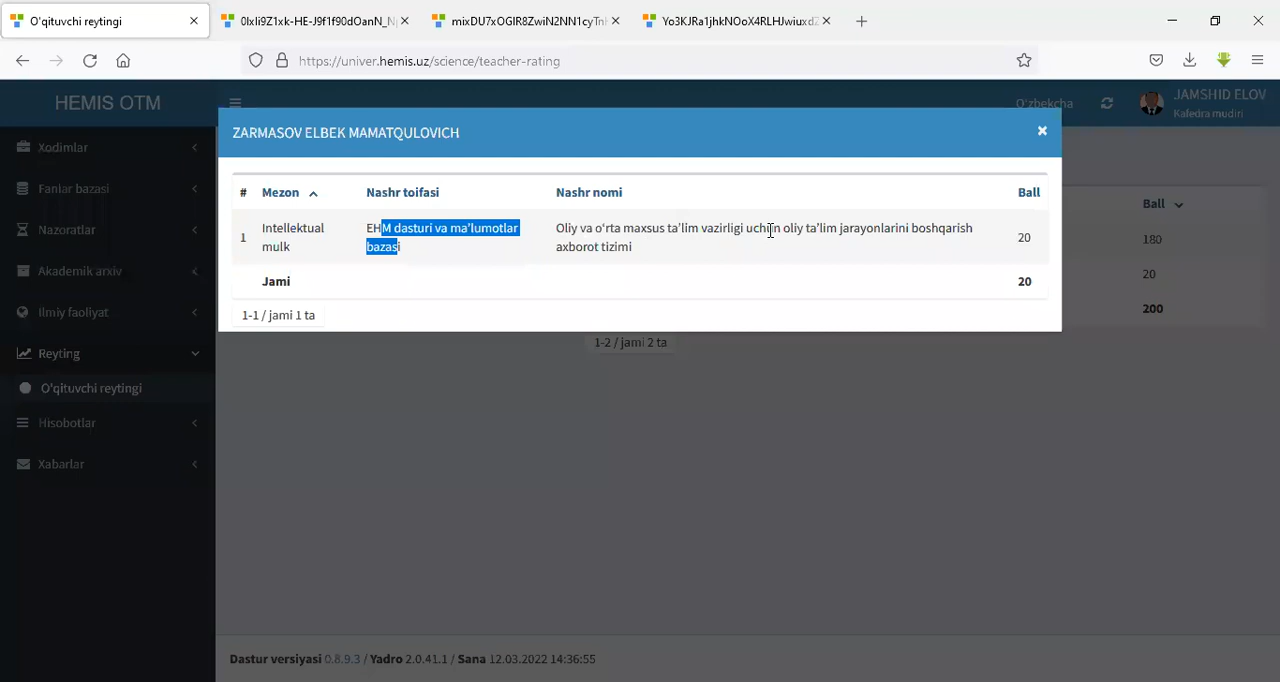 O'qituvchi reytingi
https://univer.hemis.uz/science/teacher-rating
HEMIS OTM
O'zbekcha
JAMSHID ELOV
Kafedra mudiri
Xodimlar
Fanlar bazasi
Nazoratlar
Akademik arxiv
Ilmiy faoliyat
Reyting
O'qituvchi reytingi
Hisobotlar
Xabarlar
ZARMASOV ELBEK MAMATQULOVICH
# Mezon Nashr toifasi Nashr nomi Ball
1 Intellektual mulk EHM dasturi va ma'lumotlar bazasi Oliy va o‘rta maxsus ta’lim vazirligi uchun oliy ta’lim jarayonlarini boshqarish axborot tizimi 20
Jami 20
1-1 / jami 1 ta
Ball
180
20
200
1-2 / jami 2 ta
Dastur versiyasi 0.8.9.3 / Yadro 2.0.41.1 / Sana 12.03.2022 14:36:55